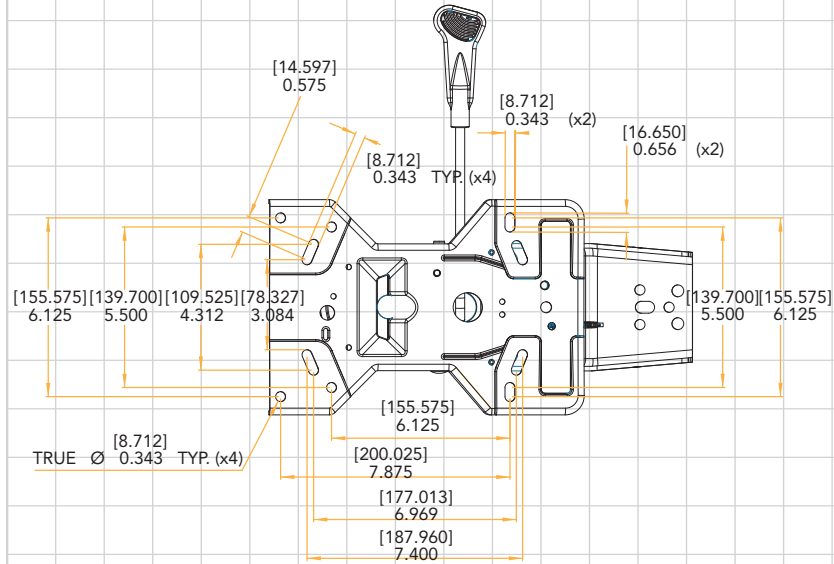 [14.597]
0.575
[8.712]
0.343 (x2)
[16.650]
0.656 (x2)
[8.712]
0.343 TYP. (x4)
[155.575] [139.700] [109.525] [78.327]
6.125 5.500 4.312 3.084
[139.700] [155.575]
5.500 6.125
[155.575]
6.125
[8.712]
TRUE Ø 0.343 TYP. (x4)
[200.025]
7.875
[177.013]
6.969
[187.960]
7.400